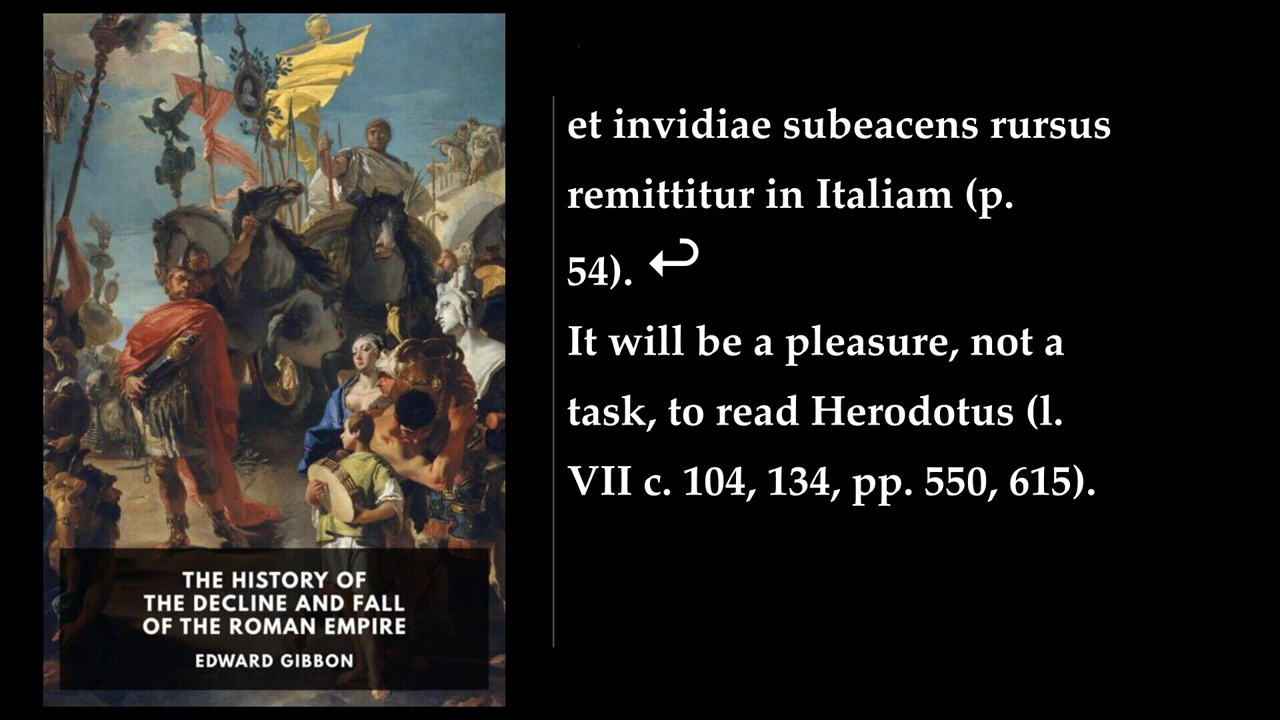 et invidiae subeacens rursus
remittitur in Italiam (p.
54). ↩
It will be a pleasure, not a
task, to read Herodotus (l.
VII c. 104, 134, pp. 550, 615).
THE HISTORY OF
THE DECLINE AND FALL
OF THE ROMAN EMPIRE
EDWARD GIBBON